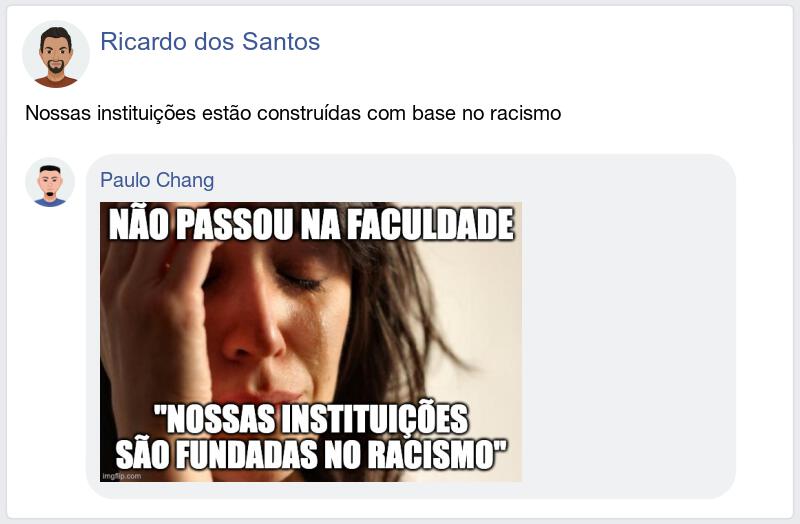 Ricardo dos Santos
Nossas instituições estão construídas com base no racismo
Paulo Chang
NÃO PASSOU NA FACULDADE
"NOSSAS INSTITUIÇÕES
SÃO FUNDADAS NO RACISMO"
imgflip.com